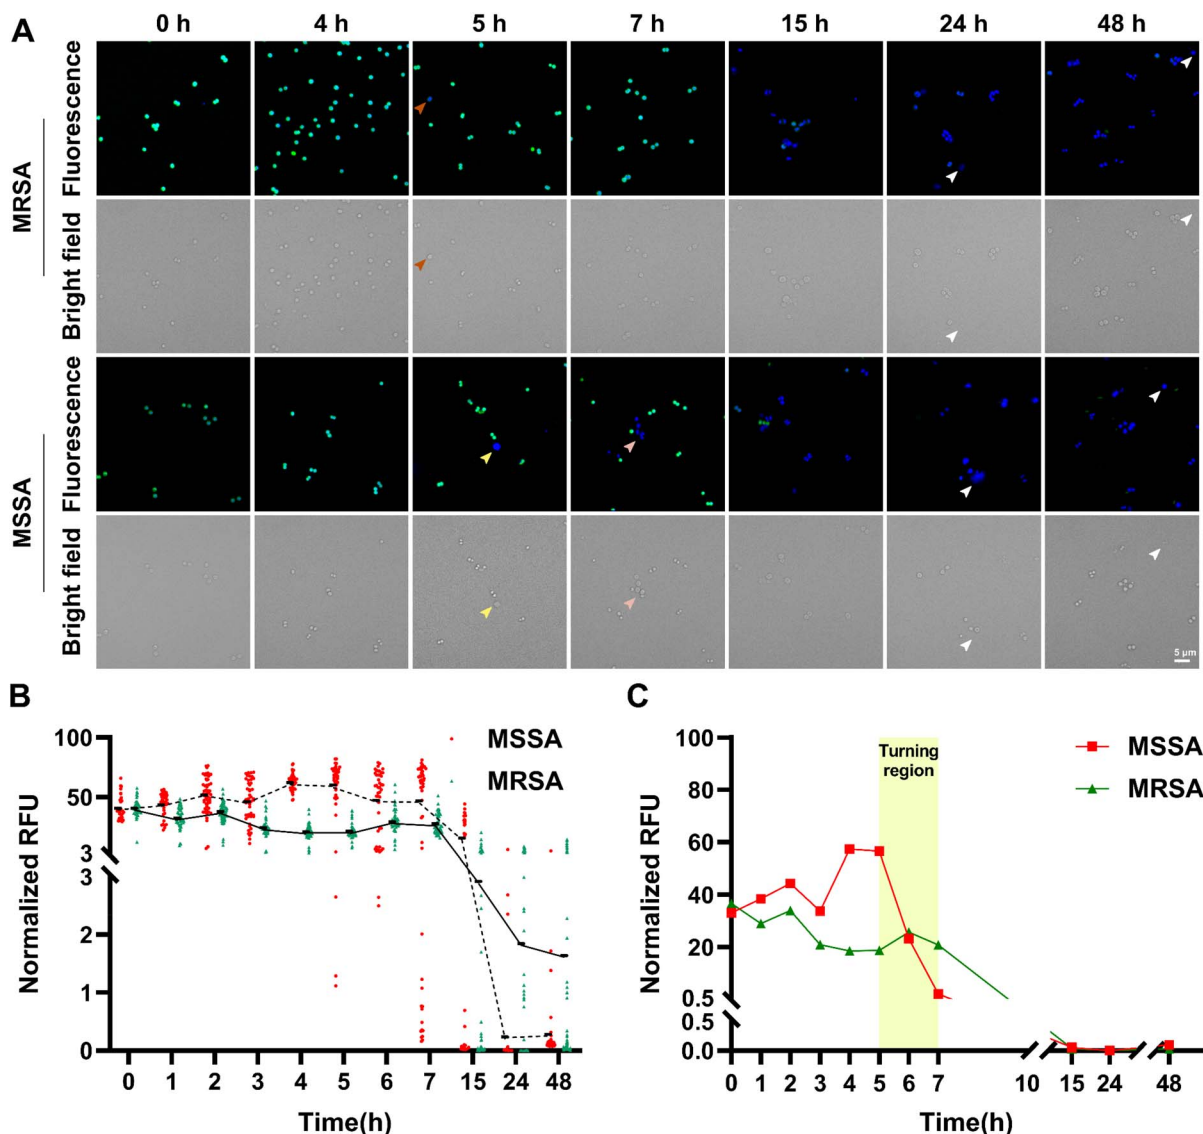 A
0 h 4 h 5 h 7 h 15 h 24 h 48 h
MRSA
Fluorescence
Bright field
MSSA
Fluorescence
Bright field
5 μm
B
Normalized RFU
100
50
3
3
2
1
0
MSSA
MRSA
0 1 2 3 4 5 6 7 15 24 48
Time(h)
C
Normalized RFU
100
80
60
40
20
0.5
0.5
0.0
Turning
region
MSSA
MRSA
0 1 2 3 4 5 6 7 10 15 24 48
Time(h)